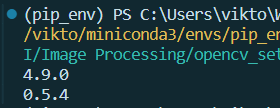 (pip_env) PS C:\Users\vikto\
/vikto/miniconda3/envs/pip_en
I/Image Processing/opencv_set
4.9.0
0.5.4